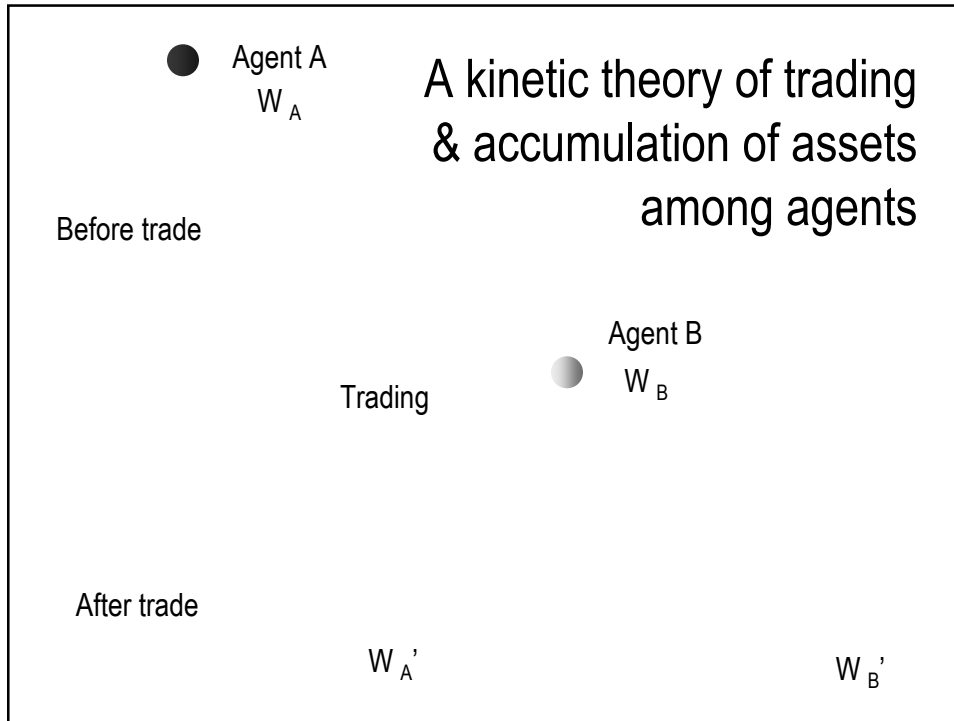 Agent A
W A
A kinetic theory of trading
& accumulation of assets
among agents
Before trade
Agent B
W B
Trading
After trade
W A’
W B’